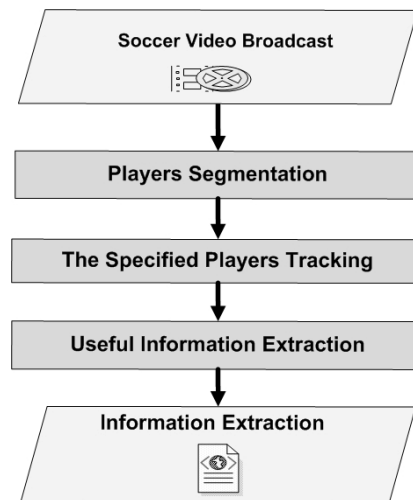 Soccer Video Broadcast
Players Segmentation
The Specified Players Tracking
Useful Information Extraction
Information Extraction